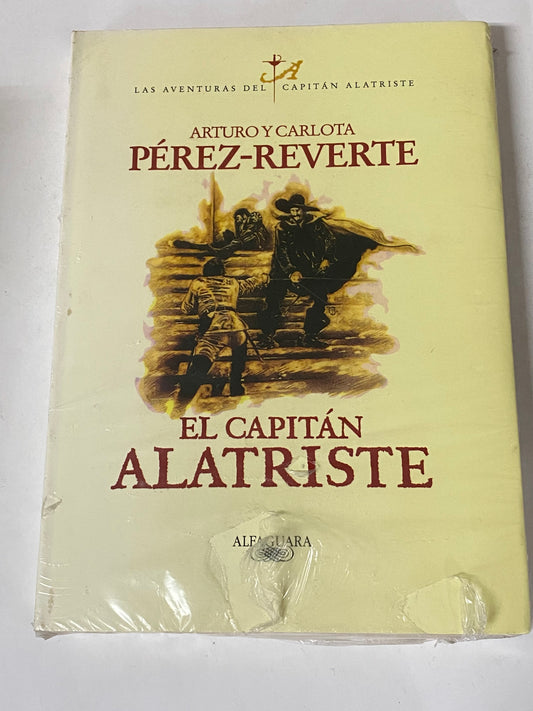 A
LAS AVENTURAS DEL CAPITÁN ALATRISTE
ARTURO Y CARLOTA
PÉREZ-REVERTE
EL CAPITÁN
ALATRISTE
ALFAGUARA